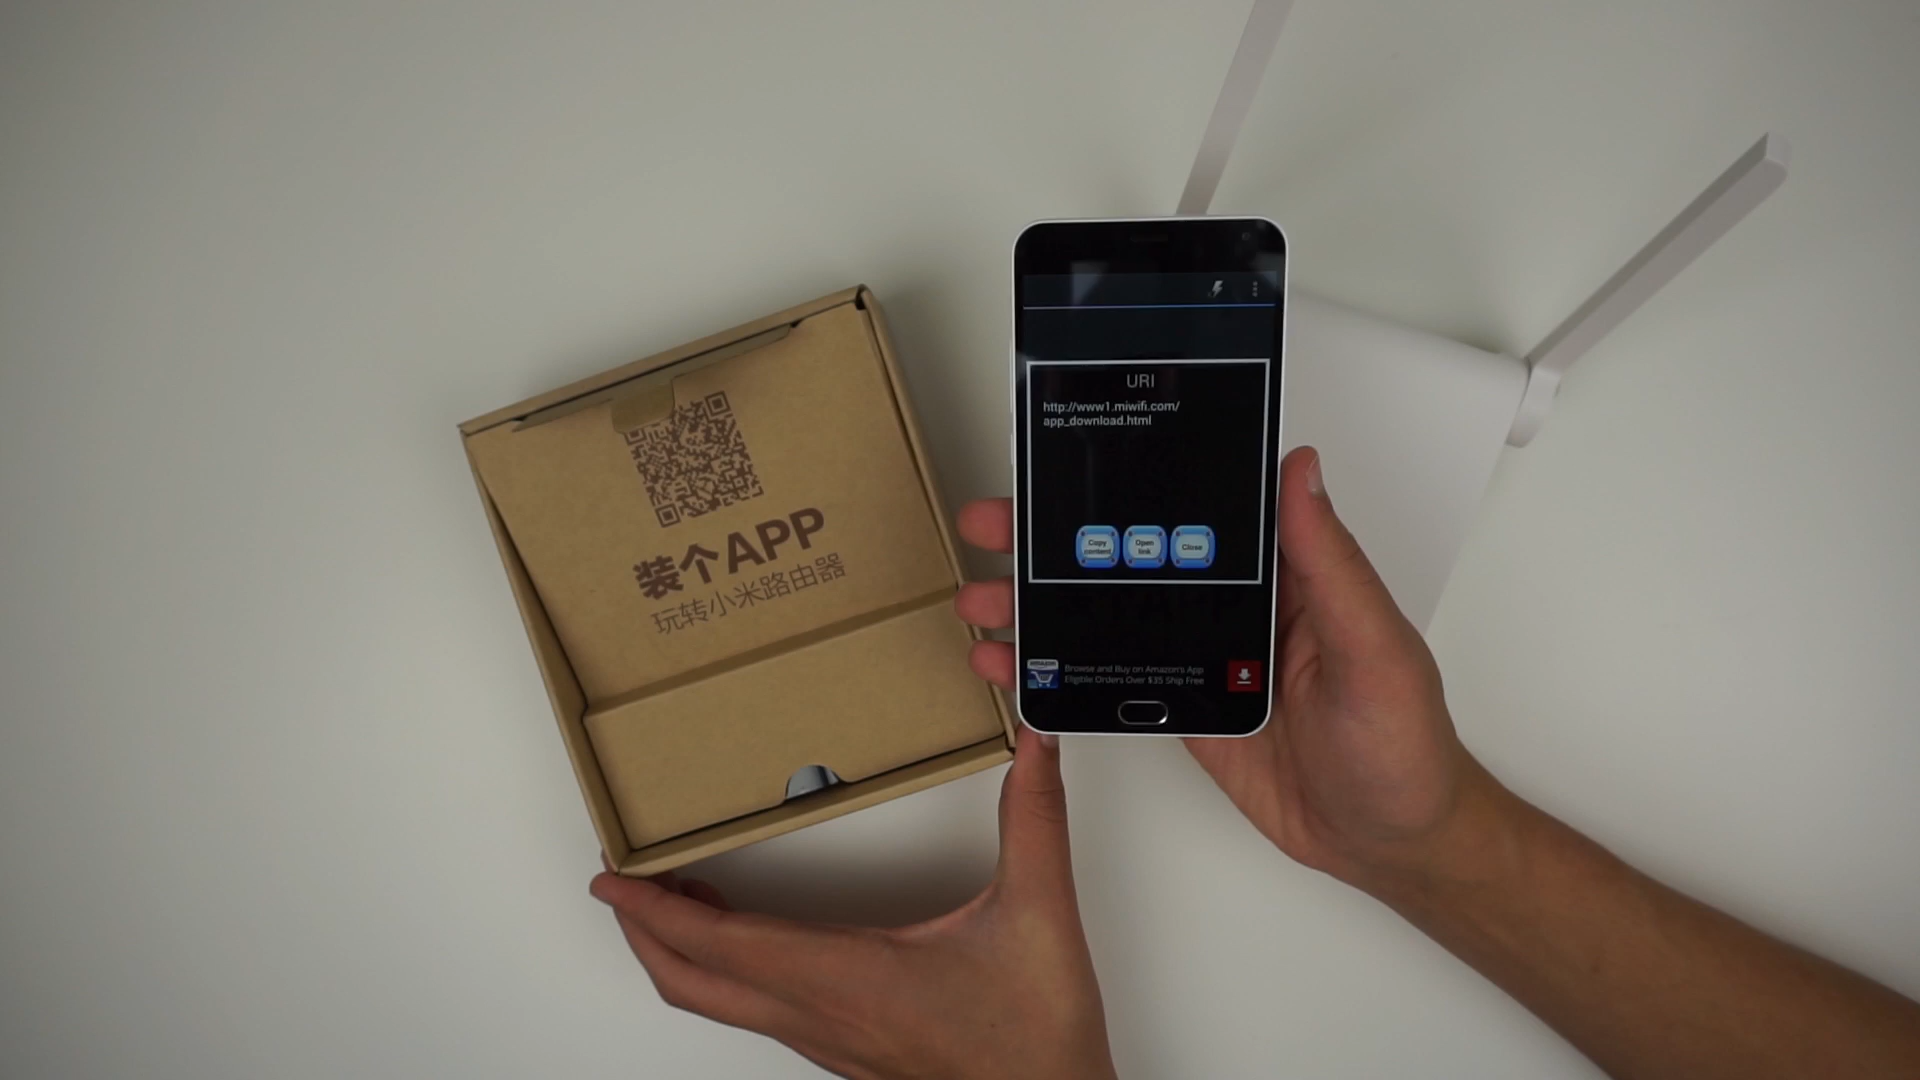 装个APP
玩转小米路由器
URI
http://www1.miwifi.com/
app_download.html
Copy
content
Open
link
Close
amazon
Browse and Buy on Amazon's App
Eligible Orders Over $35 Ship Free